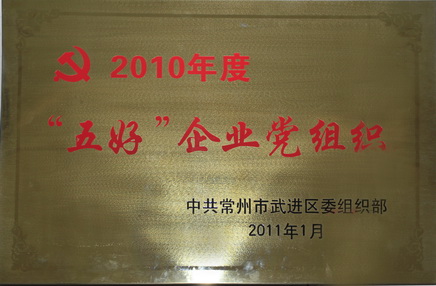 2010年度
“五好”企业党组织
中共常州市武进区委组织部
2011年1月